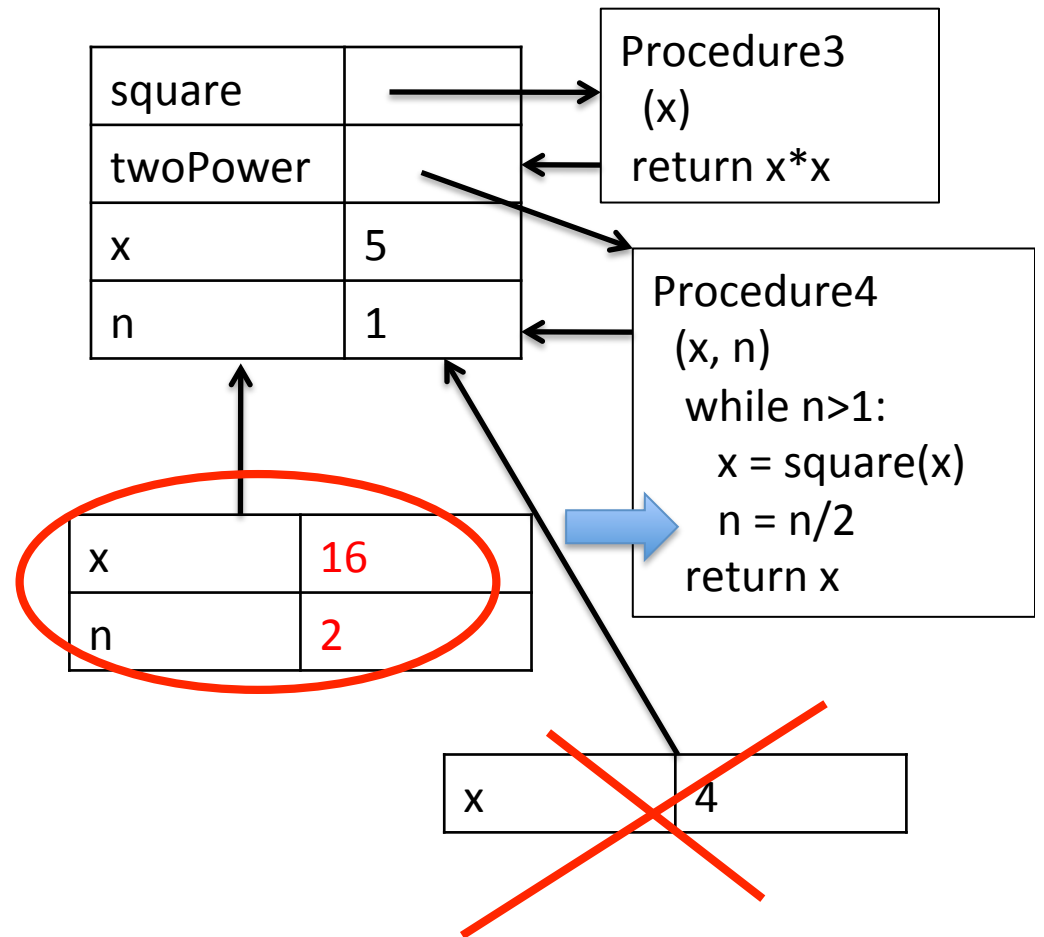 square
twoPower
x 5
n 1
Procedure3
(x)
return x*x
Procedure4
(x, n)
while n>1:
x = square(x)
n = n/2
return x
x 16
n 2
x 4